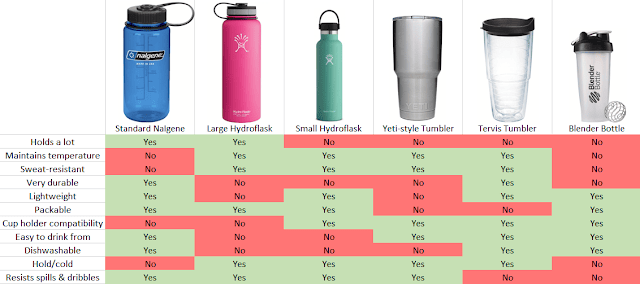 nalgene
YETI
Blender
Bottle
Standard Nalgene Large Hydroflask Small Hydroflask Yeti-style Tumbler Tervis Tumbler Blender Bottle
Holds a lot Yes Yes No No No No
Maintains temperature No Yes Yes Yes Yes No
Sweat-resistant No Yes Yes Yes Yes No
Very durable Yes No No No Yes No
Lightweight Yes No Yes No Yes Yes
Packable Yes Yes Yes No No Yes
Cup holder compatibility No No Yes Yes Yes Yes
Easy to drink from Yes No No Yes Yes Yes
Dishwashable Yes No No No Yes Yes
Hold/cold No Yes Yes Yes Yes No
Resists spills & dribbles Yes Yes Yes Yes No No